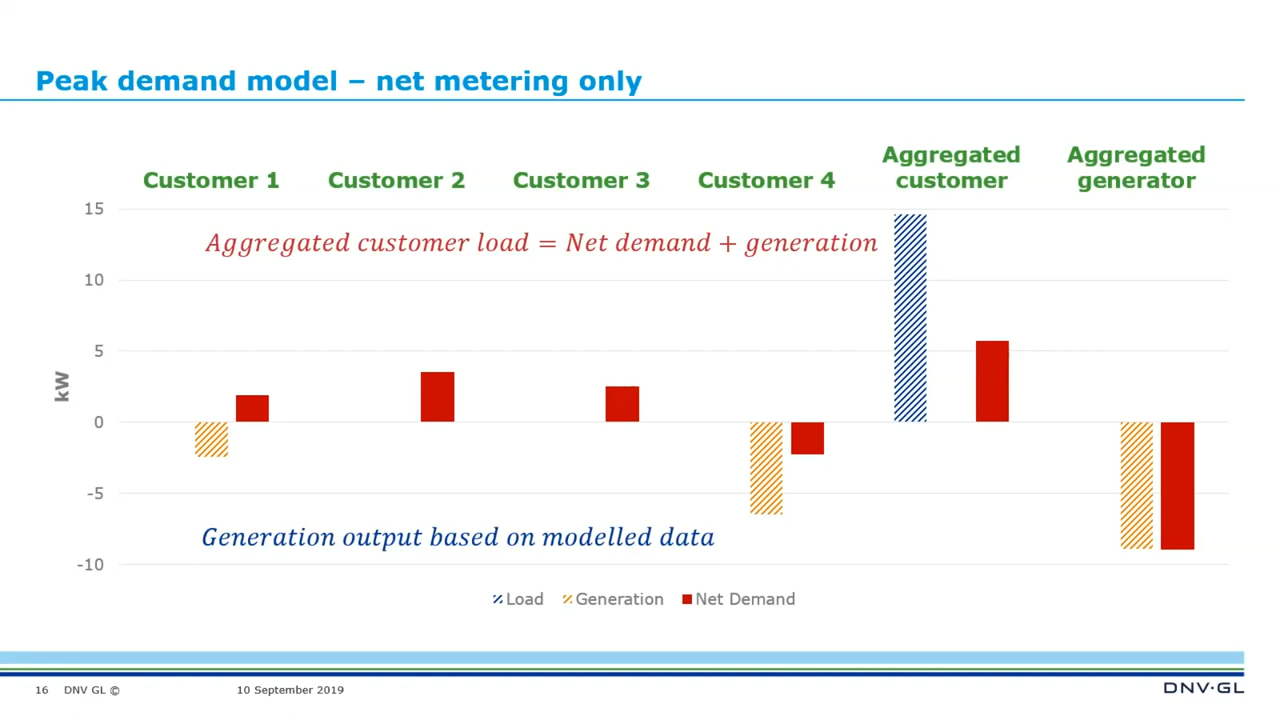 Peak demand model – net metering only
Customer 1
Customer 2
Customer 3
Customer 4
Aggregated
customer
Aggregated
generator
Aggregated customer load = Net demand + generation
15
10
5
0
-5
-10
kW
Generation output based on modelled data
Load
Generation
Net Demand
16 DNV GL © 10 September 2019
DNV·GL